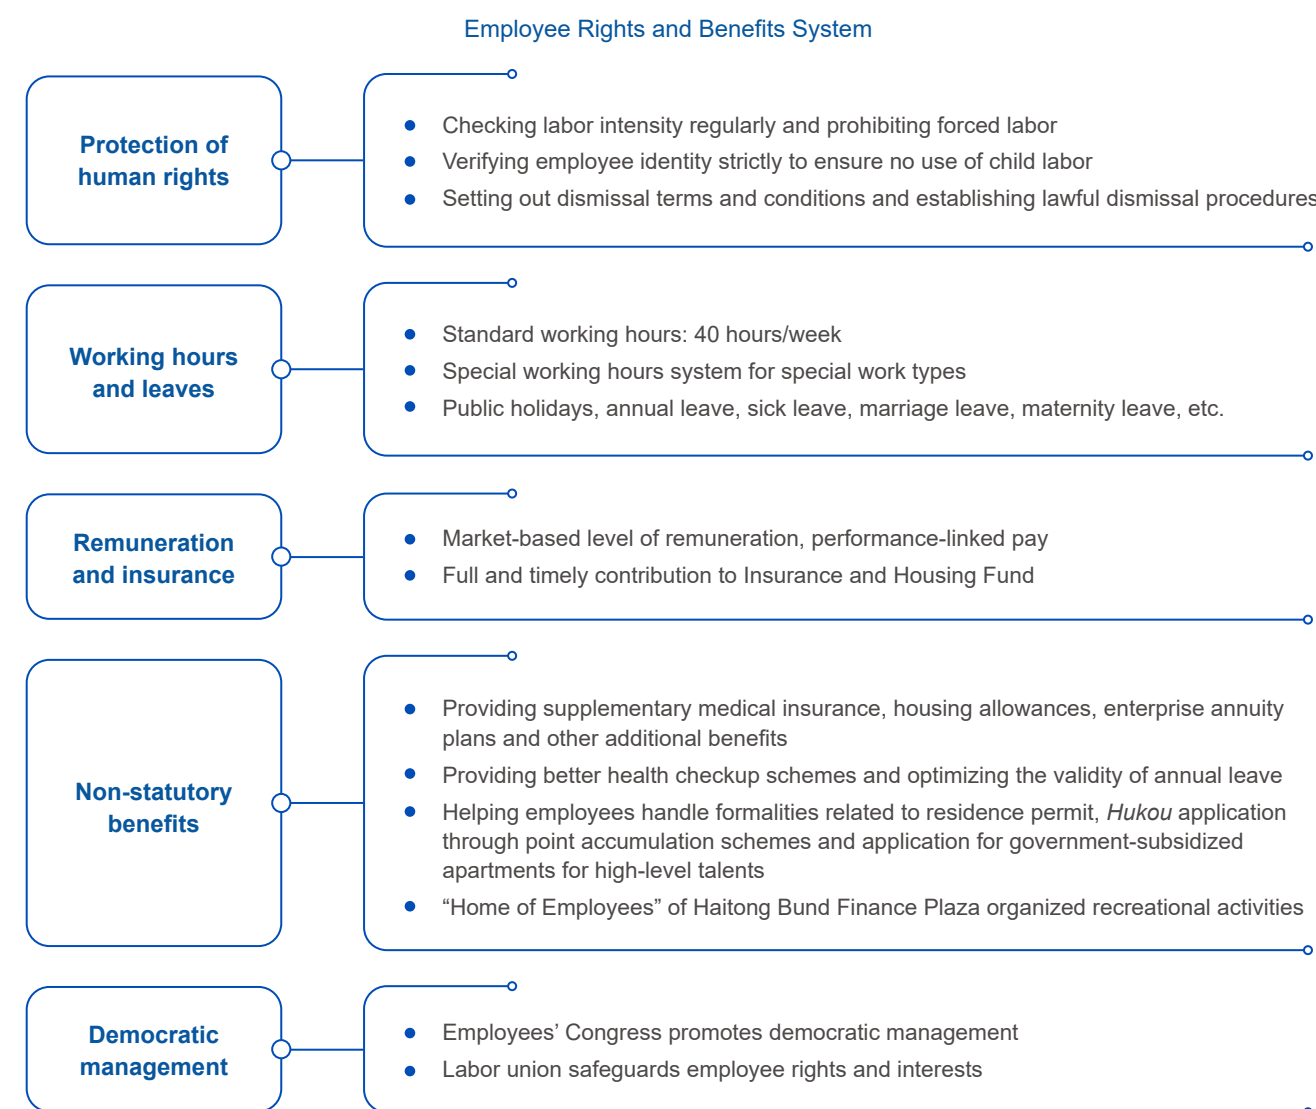 Employee Rights and Benefits System
Protection of
human rights
● Checking labor intensity regularly and prohibiting forced labor
● Verifying employee identity strictly to ensure no use of child labor
● Setting out dismissal terms and conditions and establishing lawful dismissal procedures
Working hours
and leaves
● Standard working hours: 40 hours/week
● Special working hours system for special work types
● Public holidays, annual leave, sick leave, marriage leave, maternity leave, etc.
Remuneration
and insurance
● Market-based level of remuneration, performance-linked pay
● Full and timely contribution to Insurance and Housing Fund
Non-statutory
benefits
● Providing supplementary medical insurance, housing allowances, enterprise annuity
plans and other additional benefits
● Providing better health checkup schemes and optimizing the validity of annual leave
● Helping employees handle formalities related to residence permit, Hukou application
through point accumulation schemes and application for government-subsidized
apartments for high-level talents
● “Home of Employees” of Haitong Bund Finance Plaza organized recreational activities
Democratic
management
● Employees’ Congress promotes democratic management
● Labor union safeguards employee rights and interests